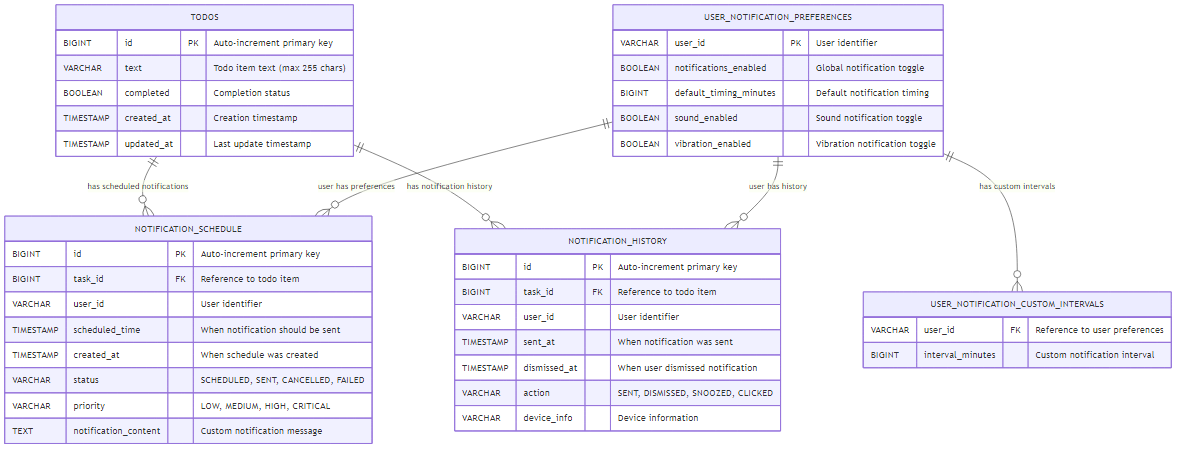 TODOS
BIGINT id PK Auto-increment primary key
VARCHAR text Todo item text (max 255 chars)
BOOLEAN completed Completion status
TIMESTAMP created_at Creation timestamp
TIMESTAMP updated_at Last update timestamp
USER_NOTIFICATION_PREFERENCES
VARCHAR user_id PK User identifier
BOOLEAN notifications_enabled Global notification toggle
BIGINT default_timing_minutes Default notification timing
BOOLEAN sound_enabled Sound notification toggle
BOOLEAN vibration_enabled Vibration notification toggle
has scheduled notifications
user has preferences
has notification history
user has history
has custom intervals
NOTIFICATION_SCHEDULE
BIGINT id PK Auto-increment primary key
BIGINT task_id FK Reference to todo item
VARCHAR user_id User identifier
TIMESTAMP scheduled_time When notification should be sent
TIMESTAMP created_at When schedule was created
VARCHAR status SCHEDULED, SENT, CANCELLED, FAILED
VARCHAR priority LOW, MEDIUM, HIGH, CRITICAL
TEXT notification_content Custom notification message
NOTIFICATION_HISTORY
BIGINT id PK Auto-increment primary key
BIGINT task_id FK Reference to todo item
VARCHAR user_id User identifier
TIMESTAMP sent_at When notification was sent
TIMESTAMP dismissed_at When user dismissed notification
VARCHAR action SENT, DISMISSED, SNOOZED, CLICKED
VARCHAR device_info Device information
USER_NOTIFICATION_CUSTOM_INTERVALS
VARCHAR user_id FK Reference to user preferences
BIGINT interval_minutes Custom notification interval